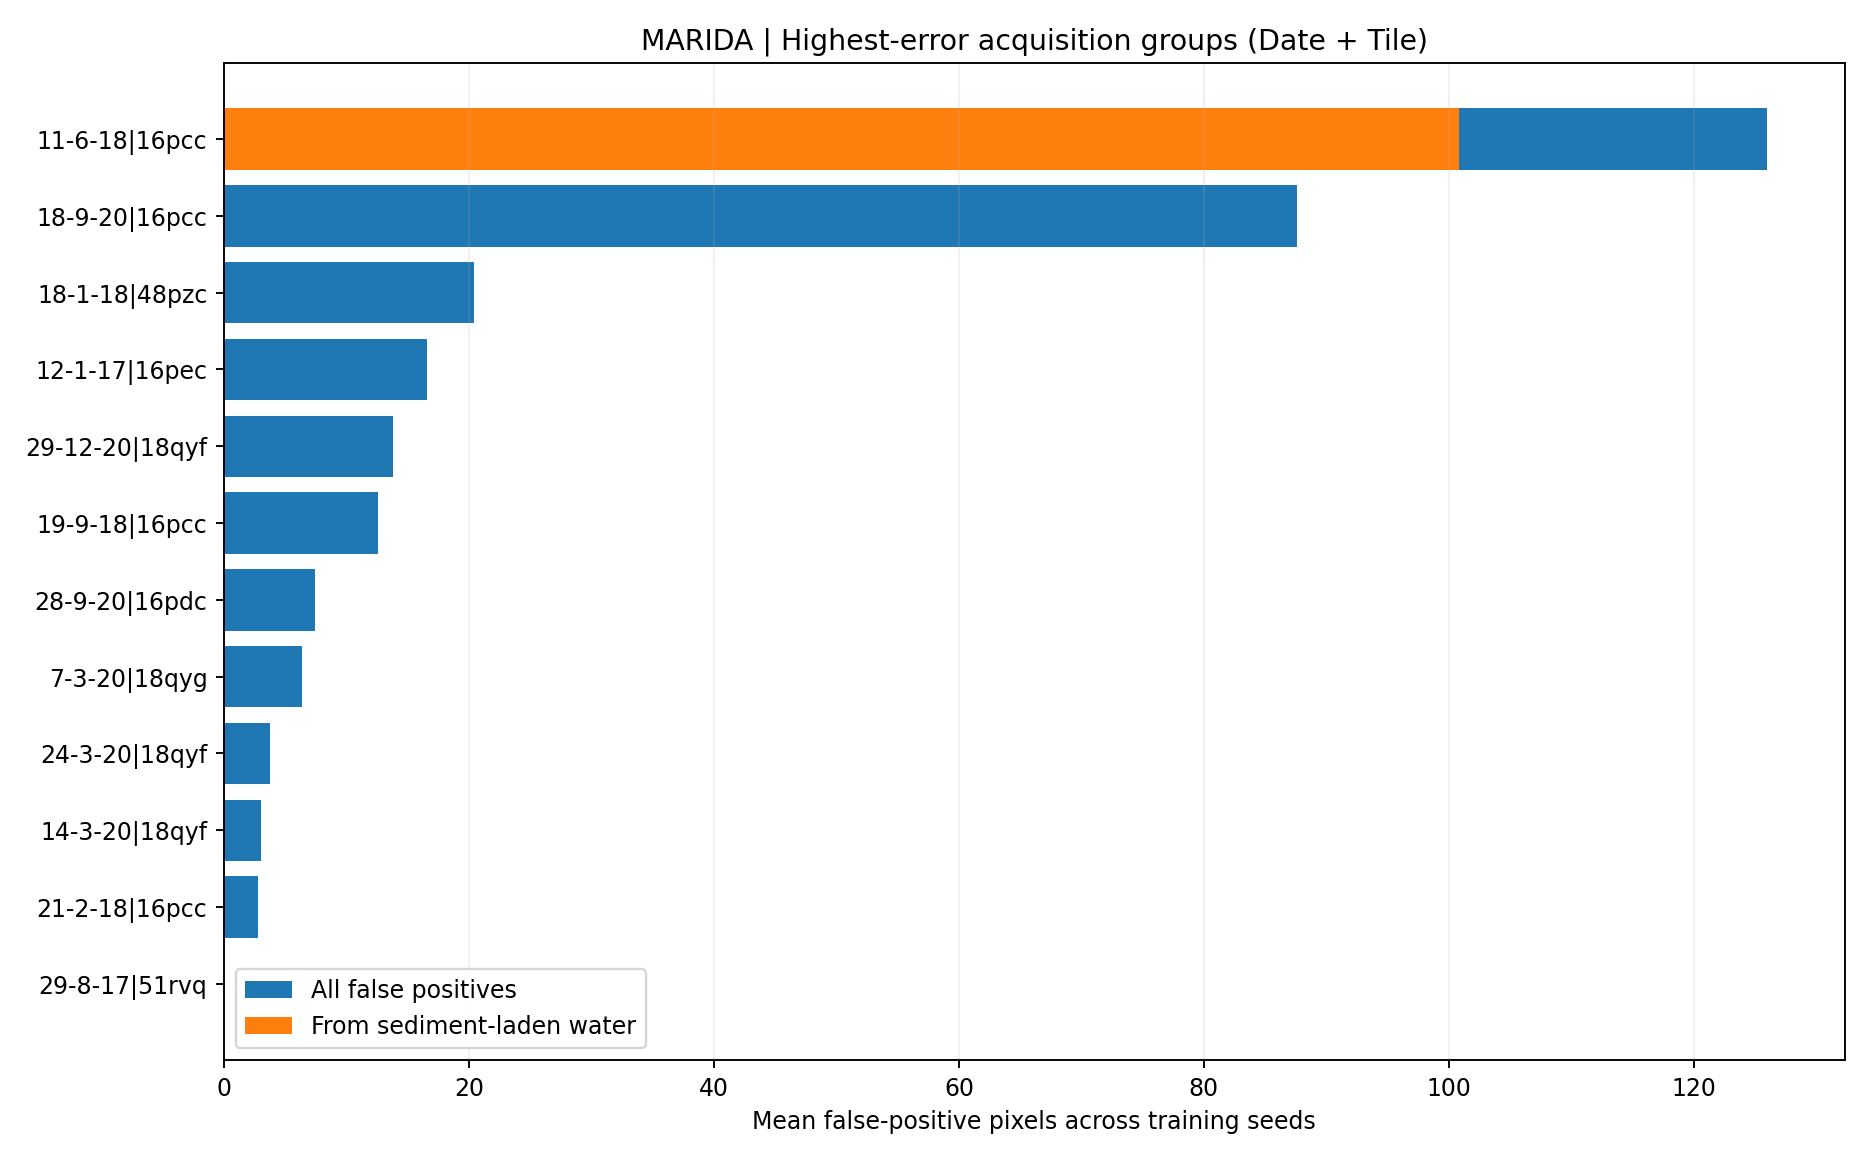 MARIDA | Highest-error acquisition groups (Date + Tile)
11-6-18|16pcc
18-9-20|16pcc
18-1-18|48pzc
12-1-17|16pec
29-12-20|18qyf
19-9-18|16pcc
28-9-20|16pdc
7-3-20|18qyg
24-3-20|18qyf
14-3-20|18qyf
21-2-18|16pcc
29-8-17|51rvq
All false positives
From sediment-laden water
0 20 40 60 80 100 120
Mean false-positive pixels across training seeds